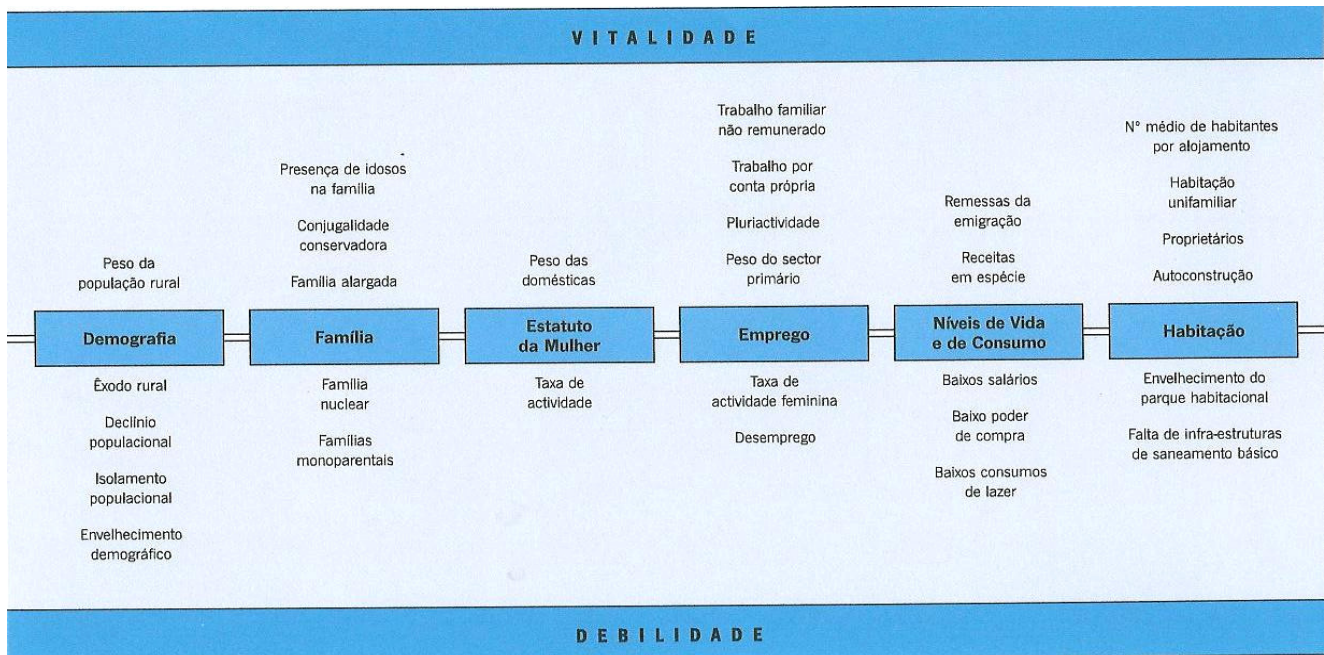 VITALIDADE
Peso da
população rural
Presença de idosos
na família
Conjugalidade
conservadora
Família alargada
Peso das
domésticas
Trabalho familiar
não remunerado
Trabalho por
conta própria
Pluriactividade
Peso do sector
primário
Remessas da
emigração
Receitas
em espécie
Nº médio de habitantes
por alojamento
Habitação
unifamiliar
Proprietários
Autoconstrução
Demografia
Família
Estatuto
da Mulher
Emprego
Níveis de Vida
e de Consumo
Habitação
Êxodo rural
Declínio
populacional
Isolamento
populacional
Envelhecimento
demográfico
Família
nuclear
Famílias
monoparentais
Taxa de
actividade
Taxa de
actividade feminina
Desemprego
Baixos salários
Baixo poder
de compra
Baixos consumos
de lazer
Envelhecimento do
parque habitacional
Falta de infra-estruturas
de saneamento básico
DEBILIDADE